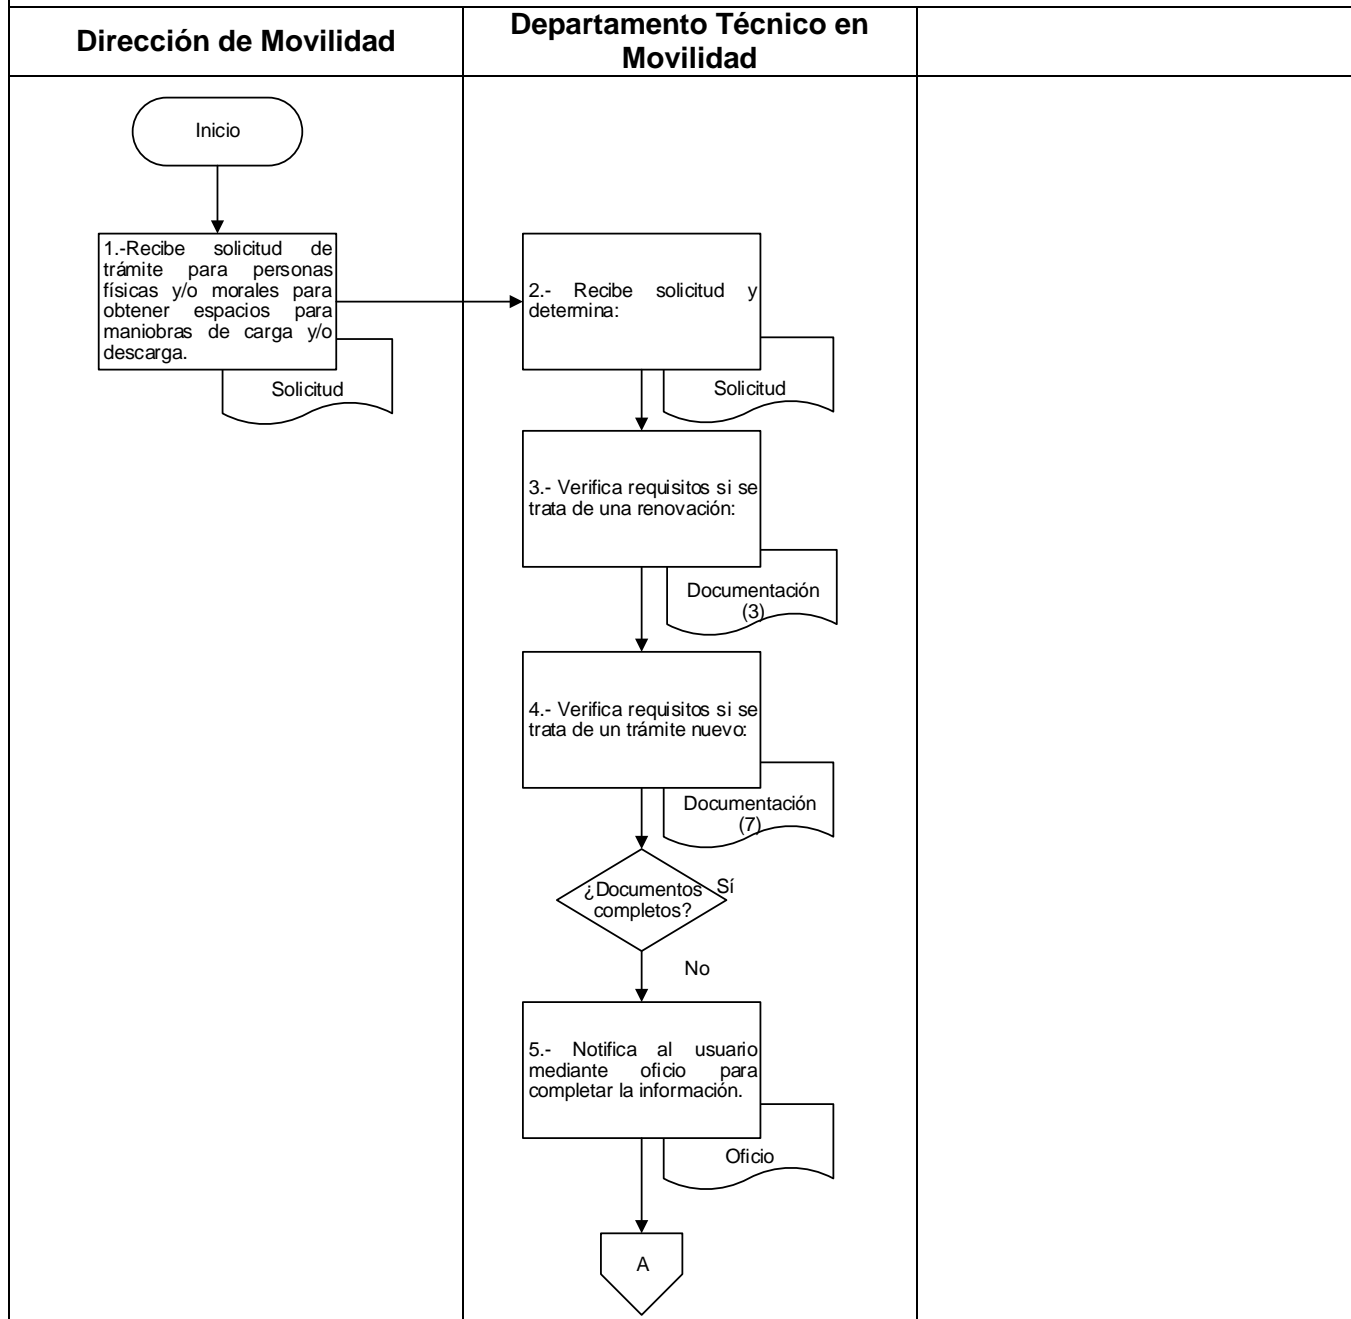 Dirección de Movilidad
Departamento Técnico en
Movilidad
Inicio
1.-Recibe solicitud de
trámite para personas
físicas y/o morales para
obtener espacios para
maniobras de carga y/o
descarga.
Solicitud
2.- Recibe solicitud y
determina:
Solicitud
3.- Verifica requisitos si se
trata de una renovación:
Documentación
(3)
4.- Verifica requisitos si se
trata de un trámite nuevo:
Documentación
(7)
¿Documentos
completos?
Sí
No
5.- Notifica al usuario
mediante oficio para
completar la información.
Oficio
A